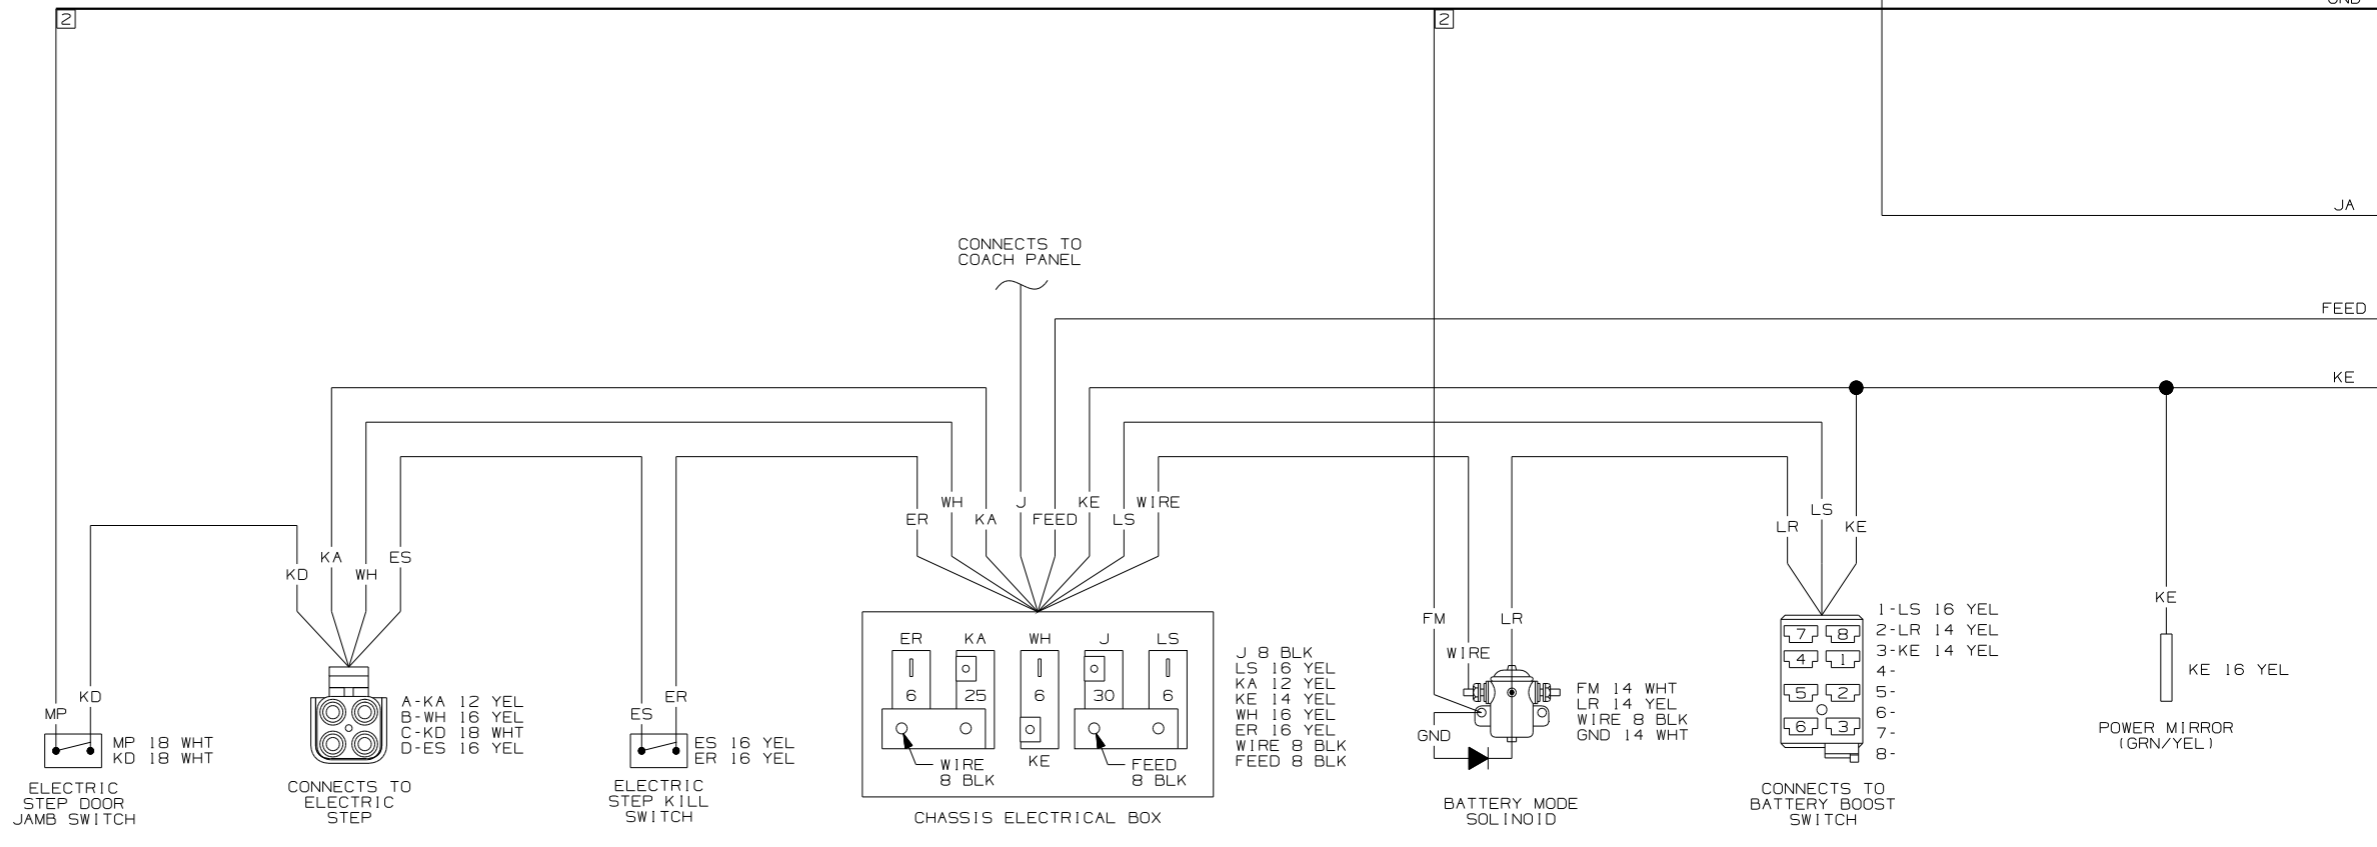 GND
2
2
JA
CONNECTS TO
COACH PANEL
FEED
KE
WH
J
KE
WIRE
ER
KA
FEED
LS
LS
LR
KE
KA
ES
KD
WH
KE
1-LS 16 YEL
2-LR 14 YEL
3-KE 14 YEL
4-
5-
6-
7-
8-
FM
LR
WIRE
7 8
4 1
5 2
6 3
ER KA WH J LS
6 25 6 30 6
KE
WIRE
8 BLK
FEED
8 BLK
J 8 BLK
LS 16 YEL
KA 12 YEL
KE 14 YEL
WH 16 YEL
ER 16 YEL
WIRE 8 BLK
FEED 8 BLK
KE 16 YEL
KD
MP
ER
ES
A-KA 12 YEL
B-WH 16 YEL
C-KD 18 WHT
D-ES 16 YEL
FM 14 WHT
LR 14 YEL
WIRE 8 BLK
GND 14 WHT
GND
MP 18 WHT
KD 18 WHT
ES 16 YEL
ER 16 YEL
POWER MIRROR
(GRN/YEL)
ELECTRIC
STEP DOOR
JAMB SWITCH
CONNECTS TO
ELECTRIC
STEP
ELECTRIC
STEP KILL
SWITCH
CHASSIS ELECTRICAL BOX
BATTERY MODE
SOLINOID
CONNECTS TO
BATTERY BOOST
SWITCH